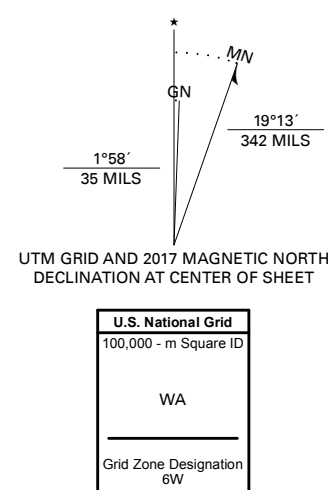 ★
MN
GN
19°13´
342 MILS
1°58´
35 MILS
UTM GRID AND 2017 MAGNETIC NORTH
DECLINATION AT CENTER OF SHEET
U.S. National Grid
100,000 - m Square ID
WA
Grid Zone Designation
6W